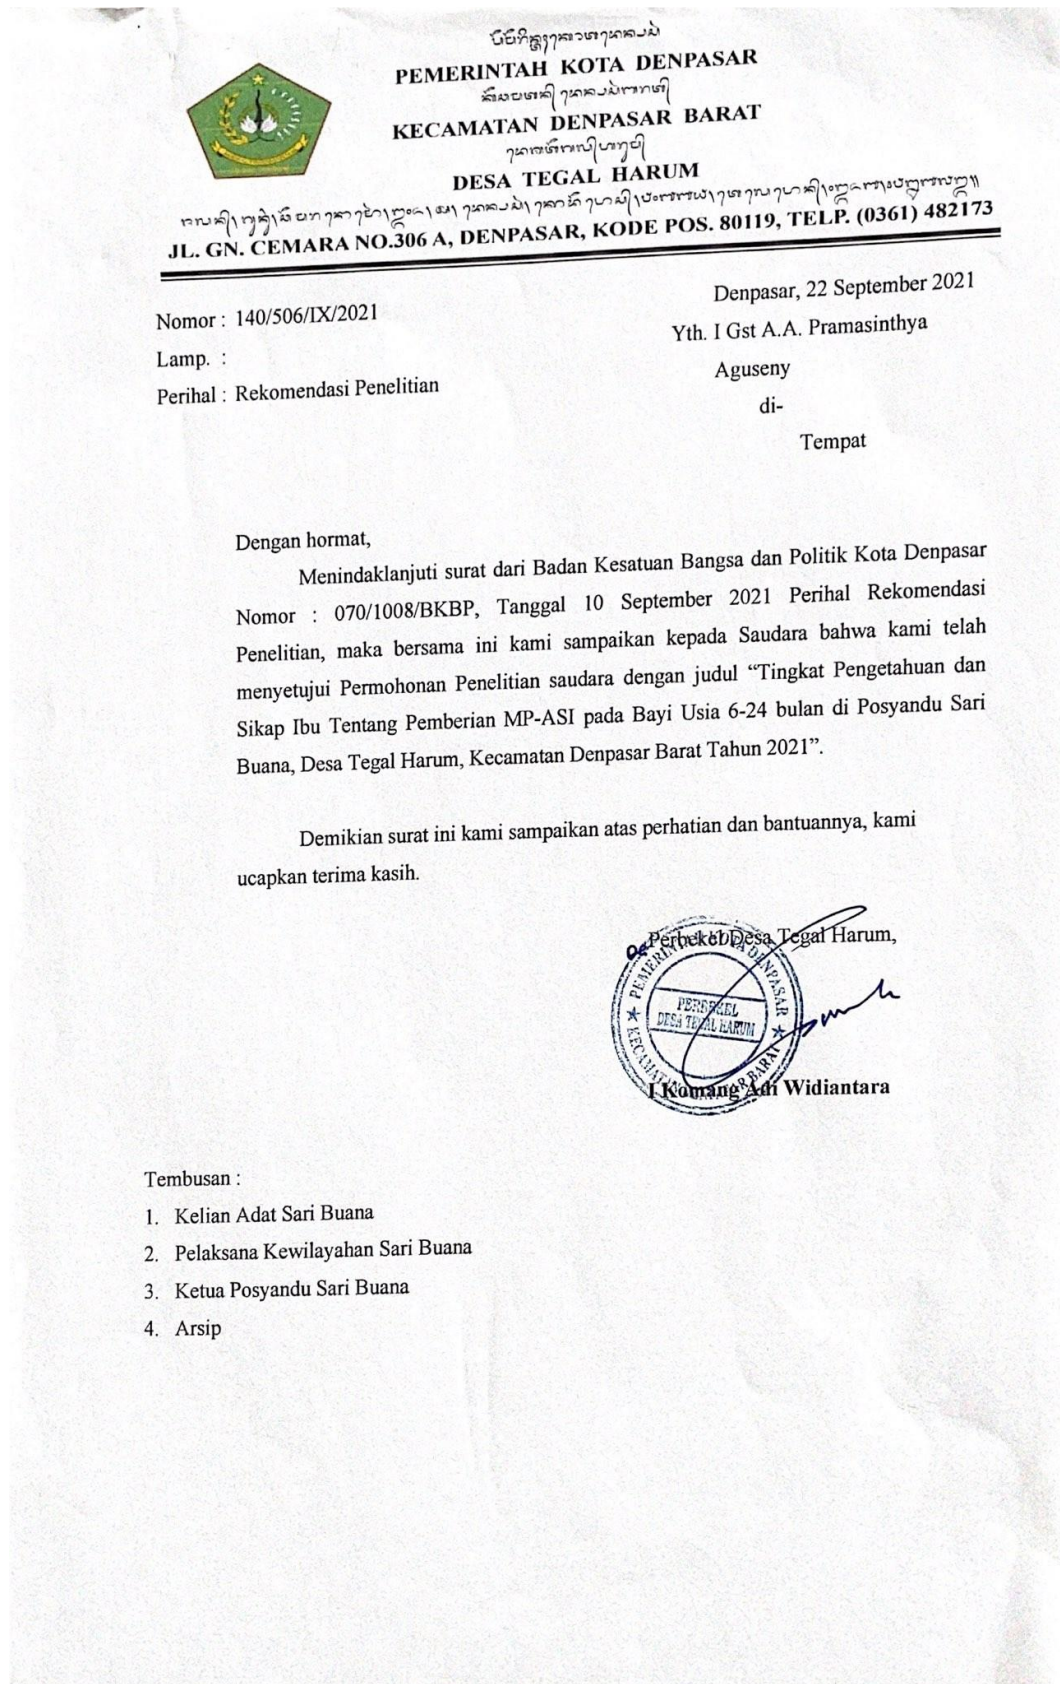 PEMERINTAH KOTA DENPASAR
KECAMATAN DENPASAR BARAT
DESA TEGAL HARUM
JL. GN. CEMARA NO.306 A, DENPASAR, KODE POS. 80119, TELP. (0361) 482173
Denpasar, 22 September 2021
Nomor : 140/506/IX/2021
Yth. I Gst A.A. Pramasinthya
Lamp. :
Aguseny
Perihal : Rekomendasi Penelitian
di-
Tempat
Dengan hormat,
Menindaklanjuti surat dari Badan Kesatuan Bangsa dan Politik Kota Denpasar
Nomor : 070/1008/BKBP, Tanggal 10 September 2021 Perihal Rekomendasi
Penelitian, maka bersama ini kami sampaikan kepada Saudara bahwa kami telah
menyetujui Permohonan Penelitian saudara dengan judul “Tingkat Pengetahuan dan
Sikap Ibu Tentang Pemberian MP-ASI pada Bayi Usia 6-24 bulan di Posyandu Sari
Buana, Desa Tegal Harum, Kecamatan Denpasar Barat Tahun 2021”.
Demikian surat ini kami sampaikan atas perhatian dan bantuannya, kami
ucapkan terima kasih.
Perbekel Desa Tegal Harum,
PEMERINTAH KOTA DENPASAR
PERBEKEL
DESA TEGAL HARUM
KECAMATAN DENPASAR BARAT
I Komang Adi Widiantara
Tembusan :
1. Kelian Adat Sari Buana
2. Pelaksana Kewilayahan Sari Buana
3. Ketua Posyandu Sari Buana
4. Arsip